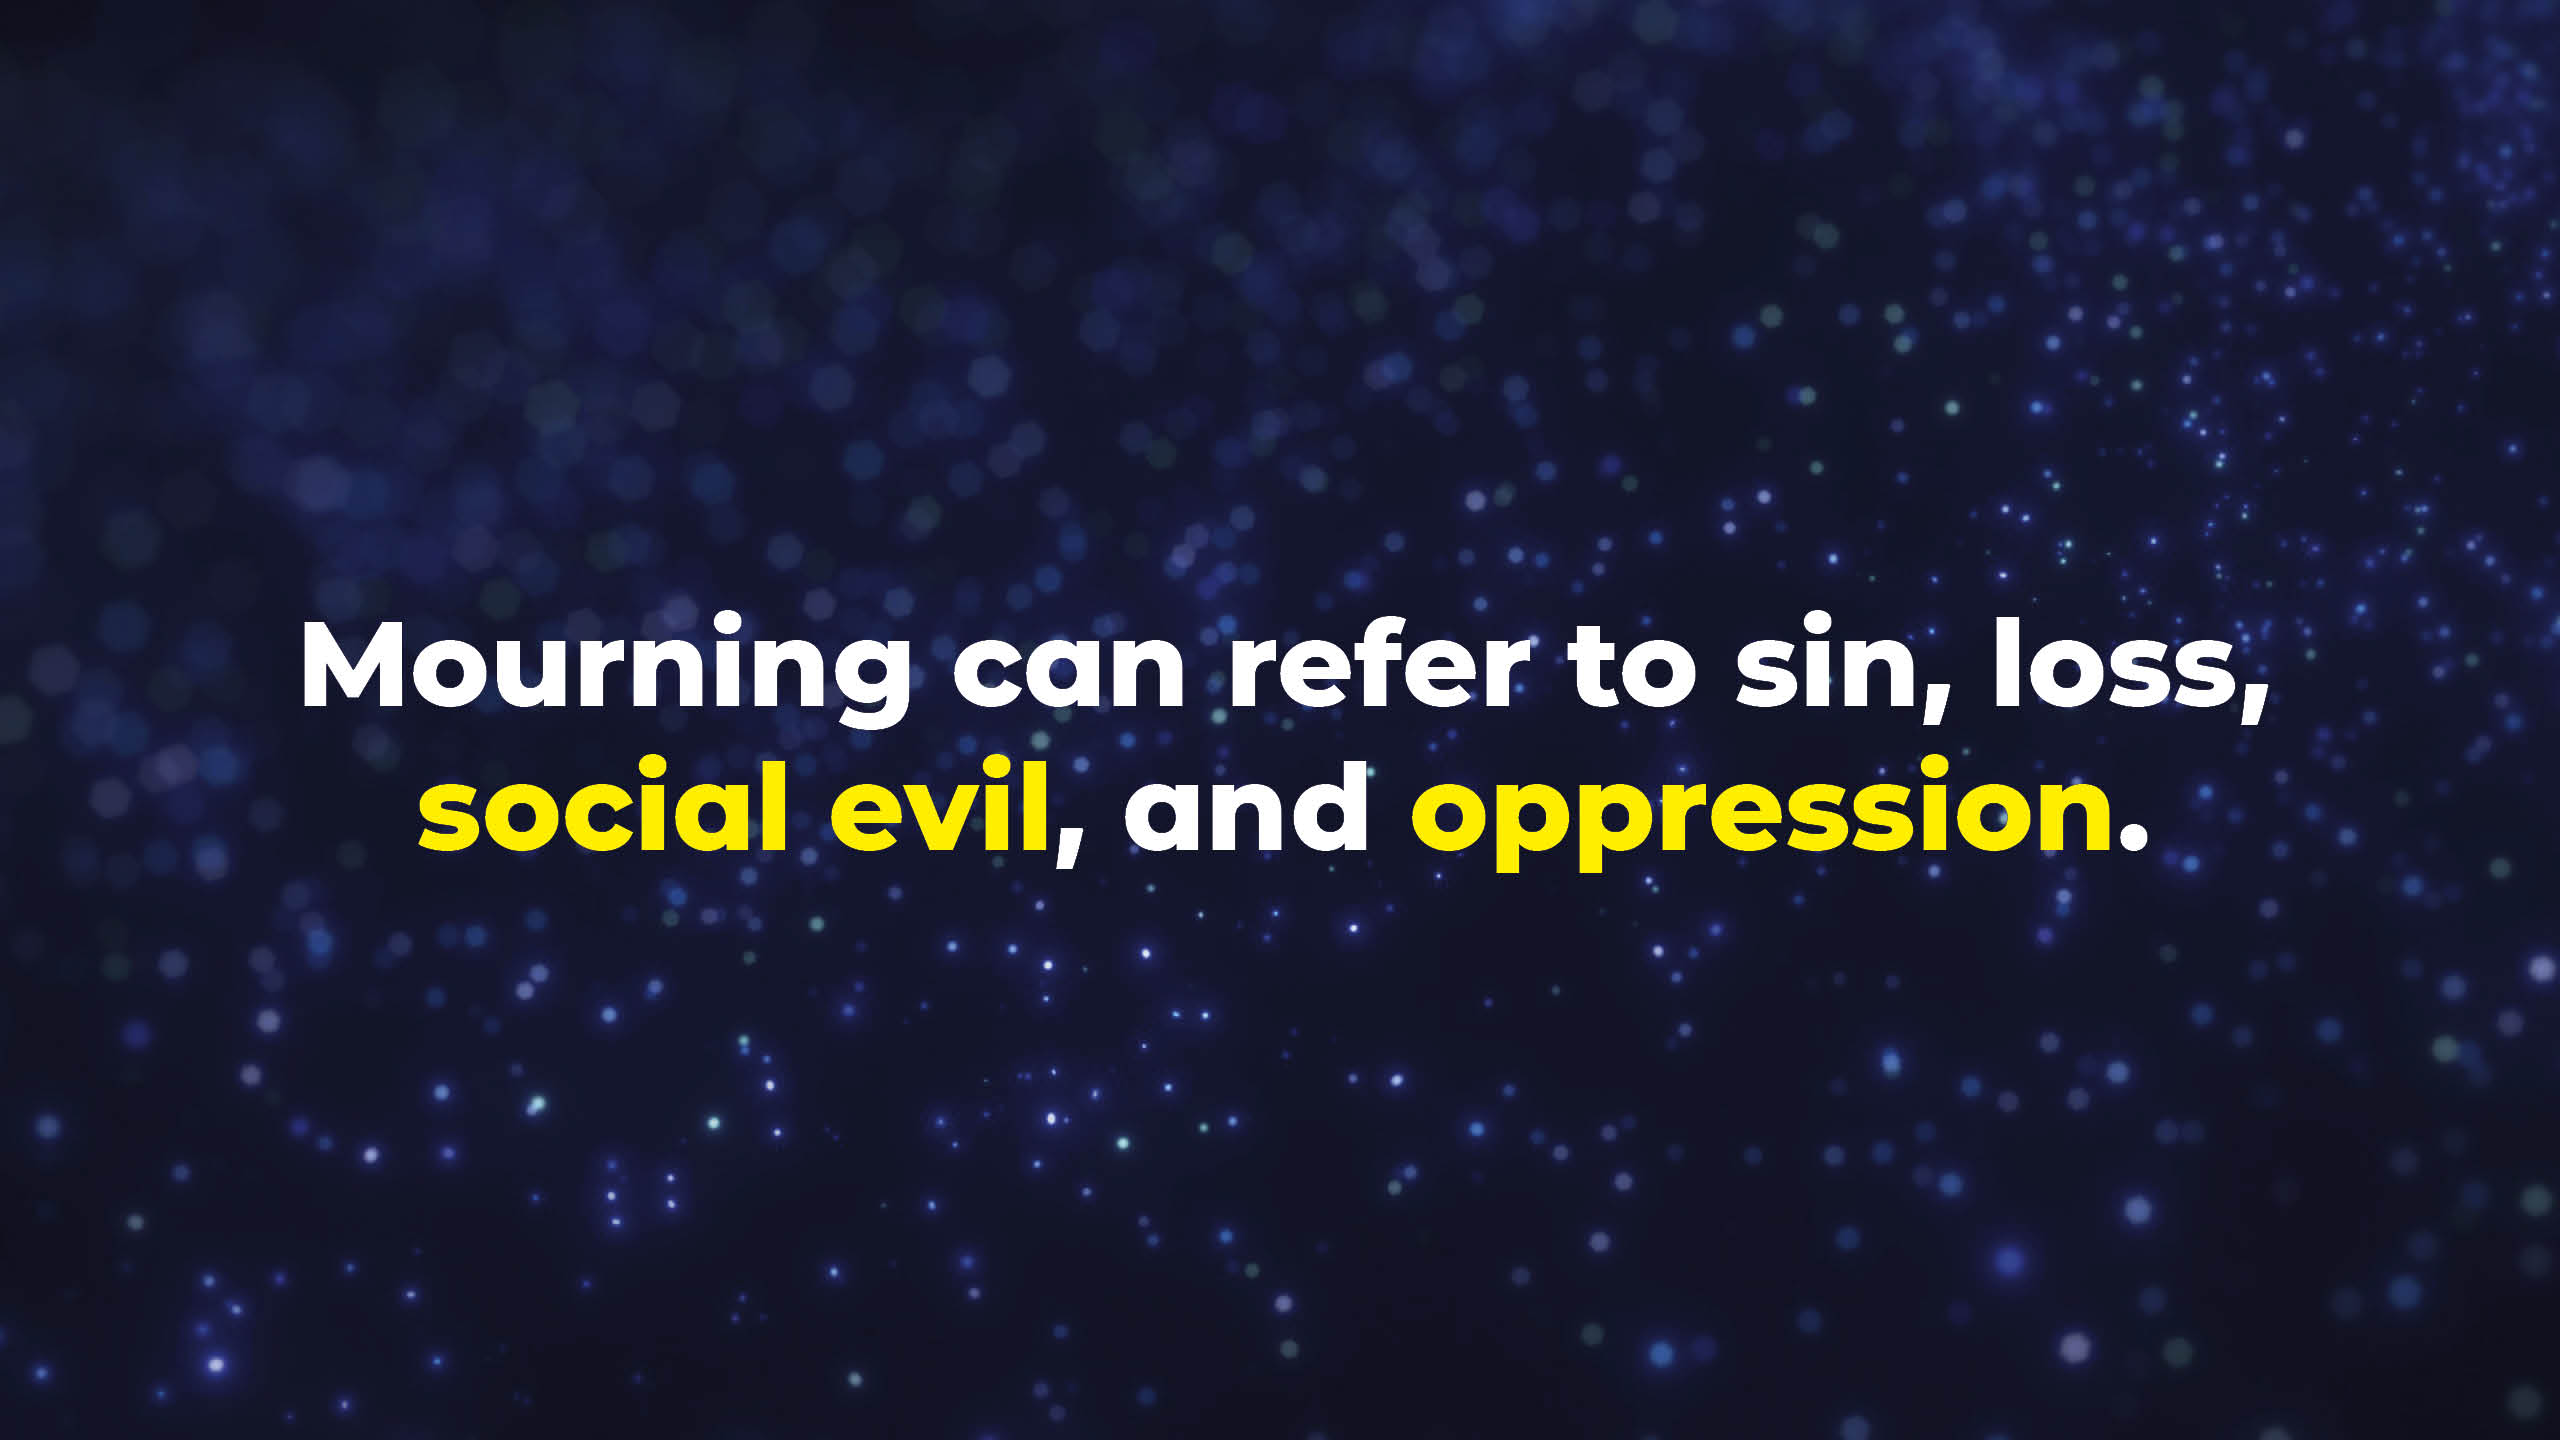 Mourning can refer to sin, loss,
social evil, and oppression.